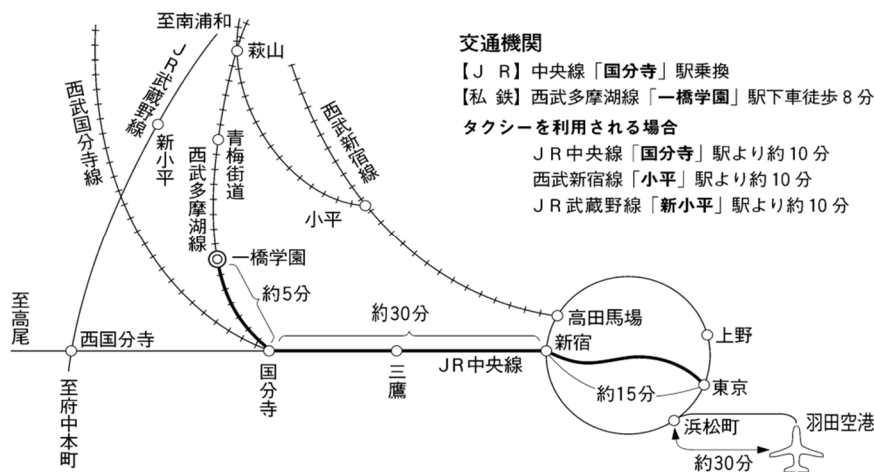 交通機関
【JR】中央線「国分寺」駅乗換
【私鉄】西武多摩湖線「一橋学園」駅下車徒歩8分
タクシーを利用される場合
JR中央線「国分寺」駅より約10分
西武新宿線「小平」駅より約10分
JR武蔵野線「新小平」駅より約10分
至南浦和
萩山
JR武蔵野線
西武国分寺線
新小平
青梅街道
西武多摩湖線
西武新宿線
小平
一橋学園
約5分
至高尾
西国分寺
約30分
高田馬場
新宿
上野
国分寺
三鷹
JR中央線
約15分
東京
至府中本町
浜松町
羽田空港
約30分